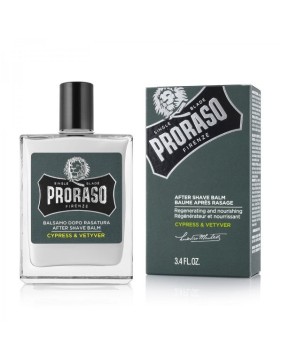 SINGLE BLADE
PRORASO
FIRENZE
BALSAMO DOPO RASATURA
AFTER SHAVE BALM
CYPRESS & VETYVER
SINGLE BLADE
PRORASO
FIRENZE
AFTER SHAVE BALM
BAUME APRÈS RASAGE
Regenerating and nourishing
Régénérateur et nourrissant
CYPRESS & VETYVER
3.4 FL.OZ.